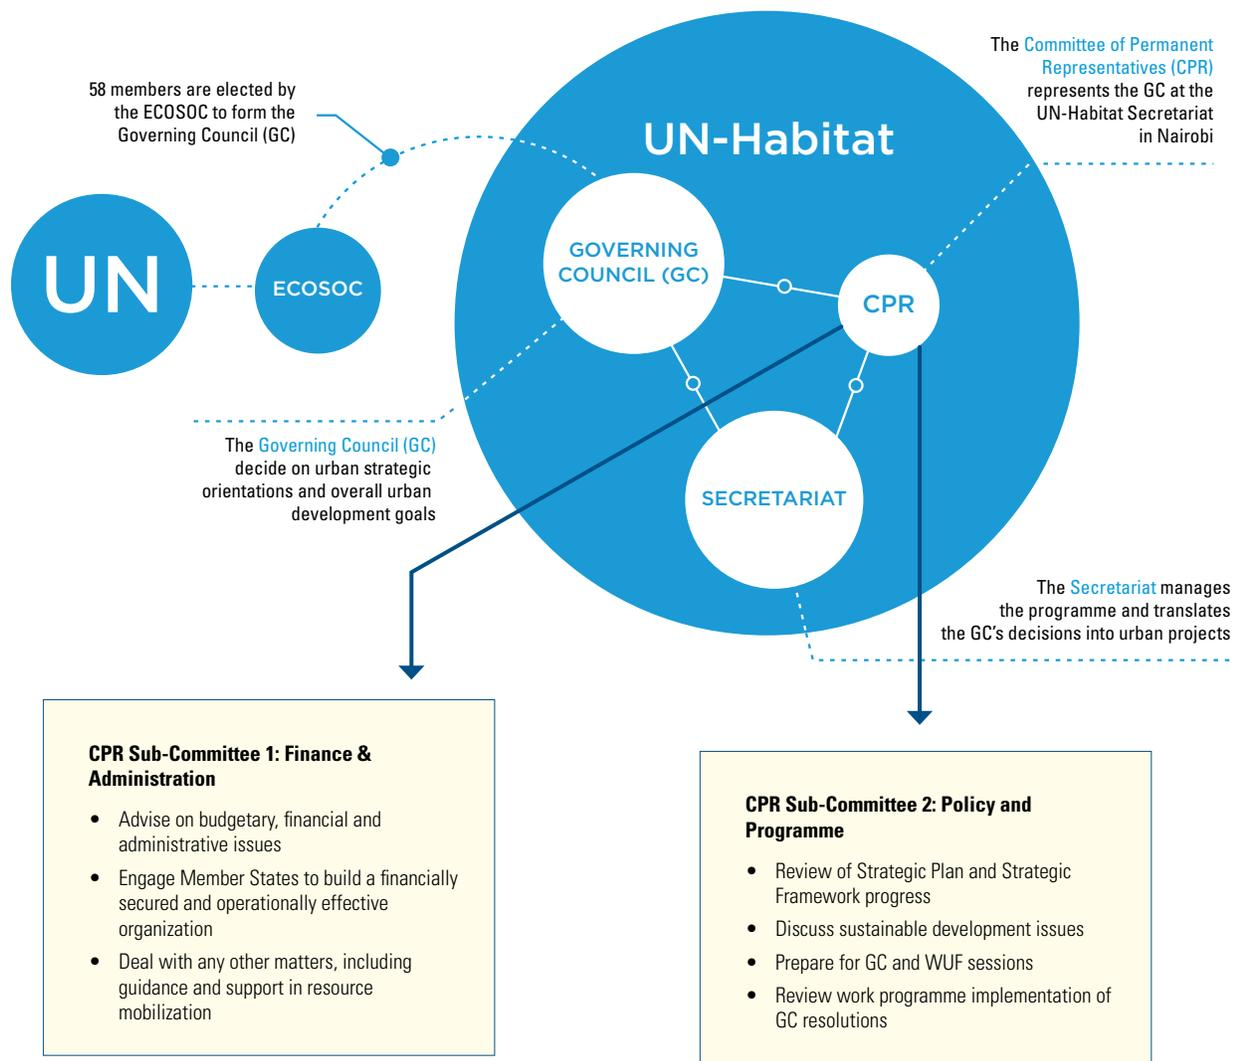 58 members are elected by
the ECOSOC to form the
Governing Council (GC)
The Committee of Permanent
Representatives (CPR)
represents the GC at the
UN-Habitat Secretariat
in Nairobi
UN-Habitat
UN
ECOSOC
GOVERNING
COUNCIL (GC)
CPR
The Governing Council (GC)
decide on urban strategic
orientations and overall urban
development goals
SECRETARIAT
The Secretariat manages
the programme and translates
the GC's decisions into urban projects
CPR Sub-Committee 1: Finance &
Administration
• Advise on budgetary, financial and
administrative issues
• Engage Member States to build a financially
secured and operationally effective
organization
• Deal with any other matters, including
guidance and support in resource
mobilization
CPR Sub-Committee 2: Policy and
Programme
• Review of Strategic Plan and Strategic
Framework progress
• Discuss sustainable development issues
• Prepare for GC and WUF sessions
• Review work programme implementation of
GC resolutions